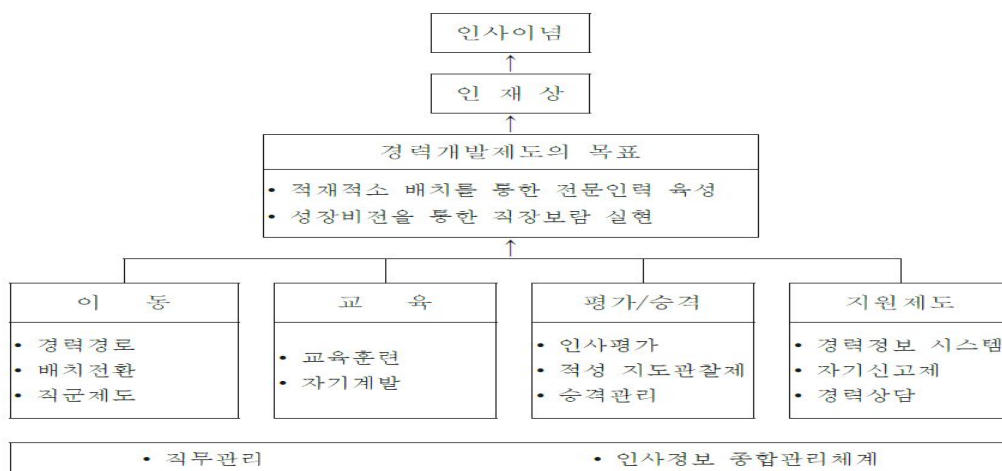 인사이념
↑
인 재 상
↑
경력개발제도의 목표
• 적재적소 배치를 통한 전문인력 육성
• 성장비전을 통한 직장보람 실현
↑
이 동
• 경력경로
• 배치전환
• 직군제도
교 육
• 교육훈련
• 자기계발
평가/승격
• 인사평가
• 적성 지도관찰제
• 승격관리
지원제도
• 경력정보 시스템
• 자기신고제
• 경력상담
• 직무관리 • 인사정보 종합관리체계